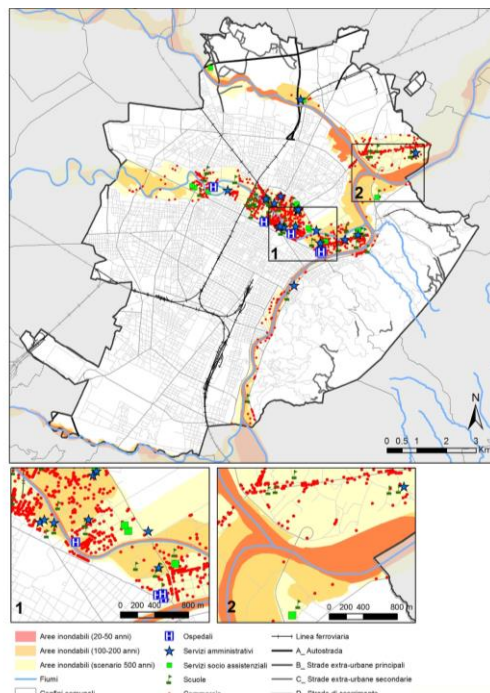 H
2
H
H
1
H
N
0 0.5 1 2 3
Km
H
H H
1
0 200 400 800 m
2
0 200 400 800 m
Aree inondabili (20-50 anni)
Aree inondabili (100-200 anni)
Aree inondabili (scenario 500 anni)
Fiumi
Confini comunali
H Ospedali
Servizi amministrativi
Servizi socio assistenziali
Scuole
Linea ferroviaria
A_ Autostrada
B_ Strade extra-urbane principali
C_ Strade extra-urbane secondarie